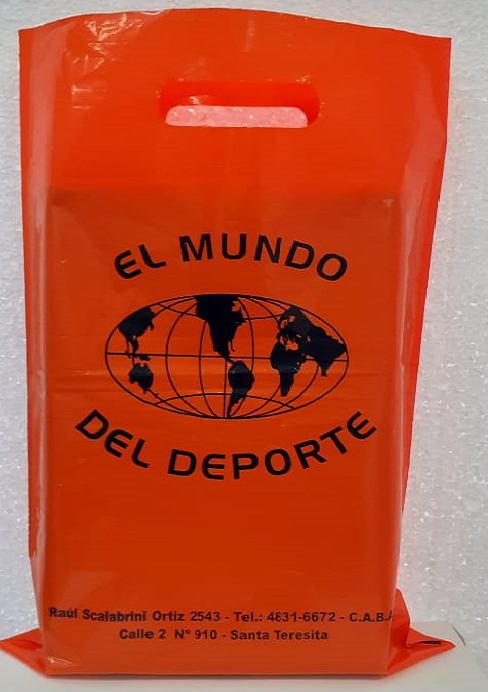 EL MUNDO
DEL DEPORTE
Raúl Scalabrini Ortiz 2543 - Tel.: 4831-6672 - C.A.B.A
Calle 2 N° 910 - Santa Teresita